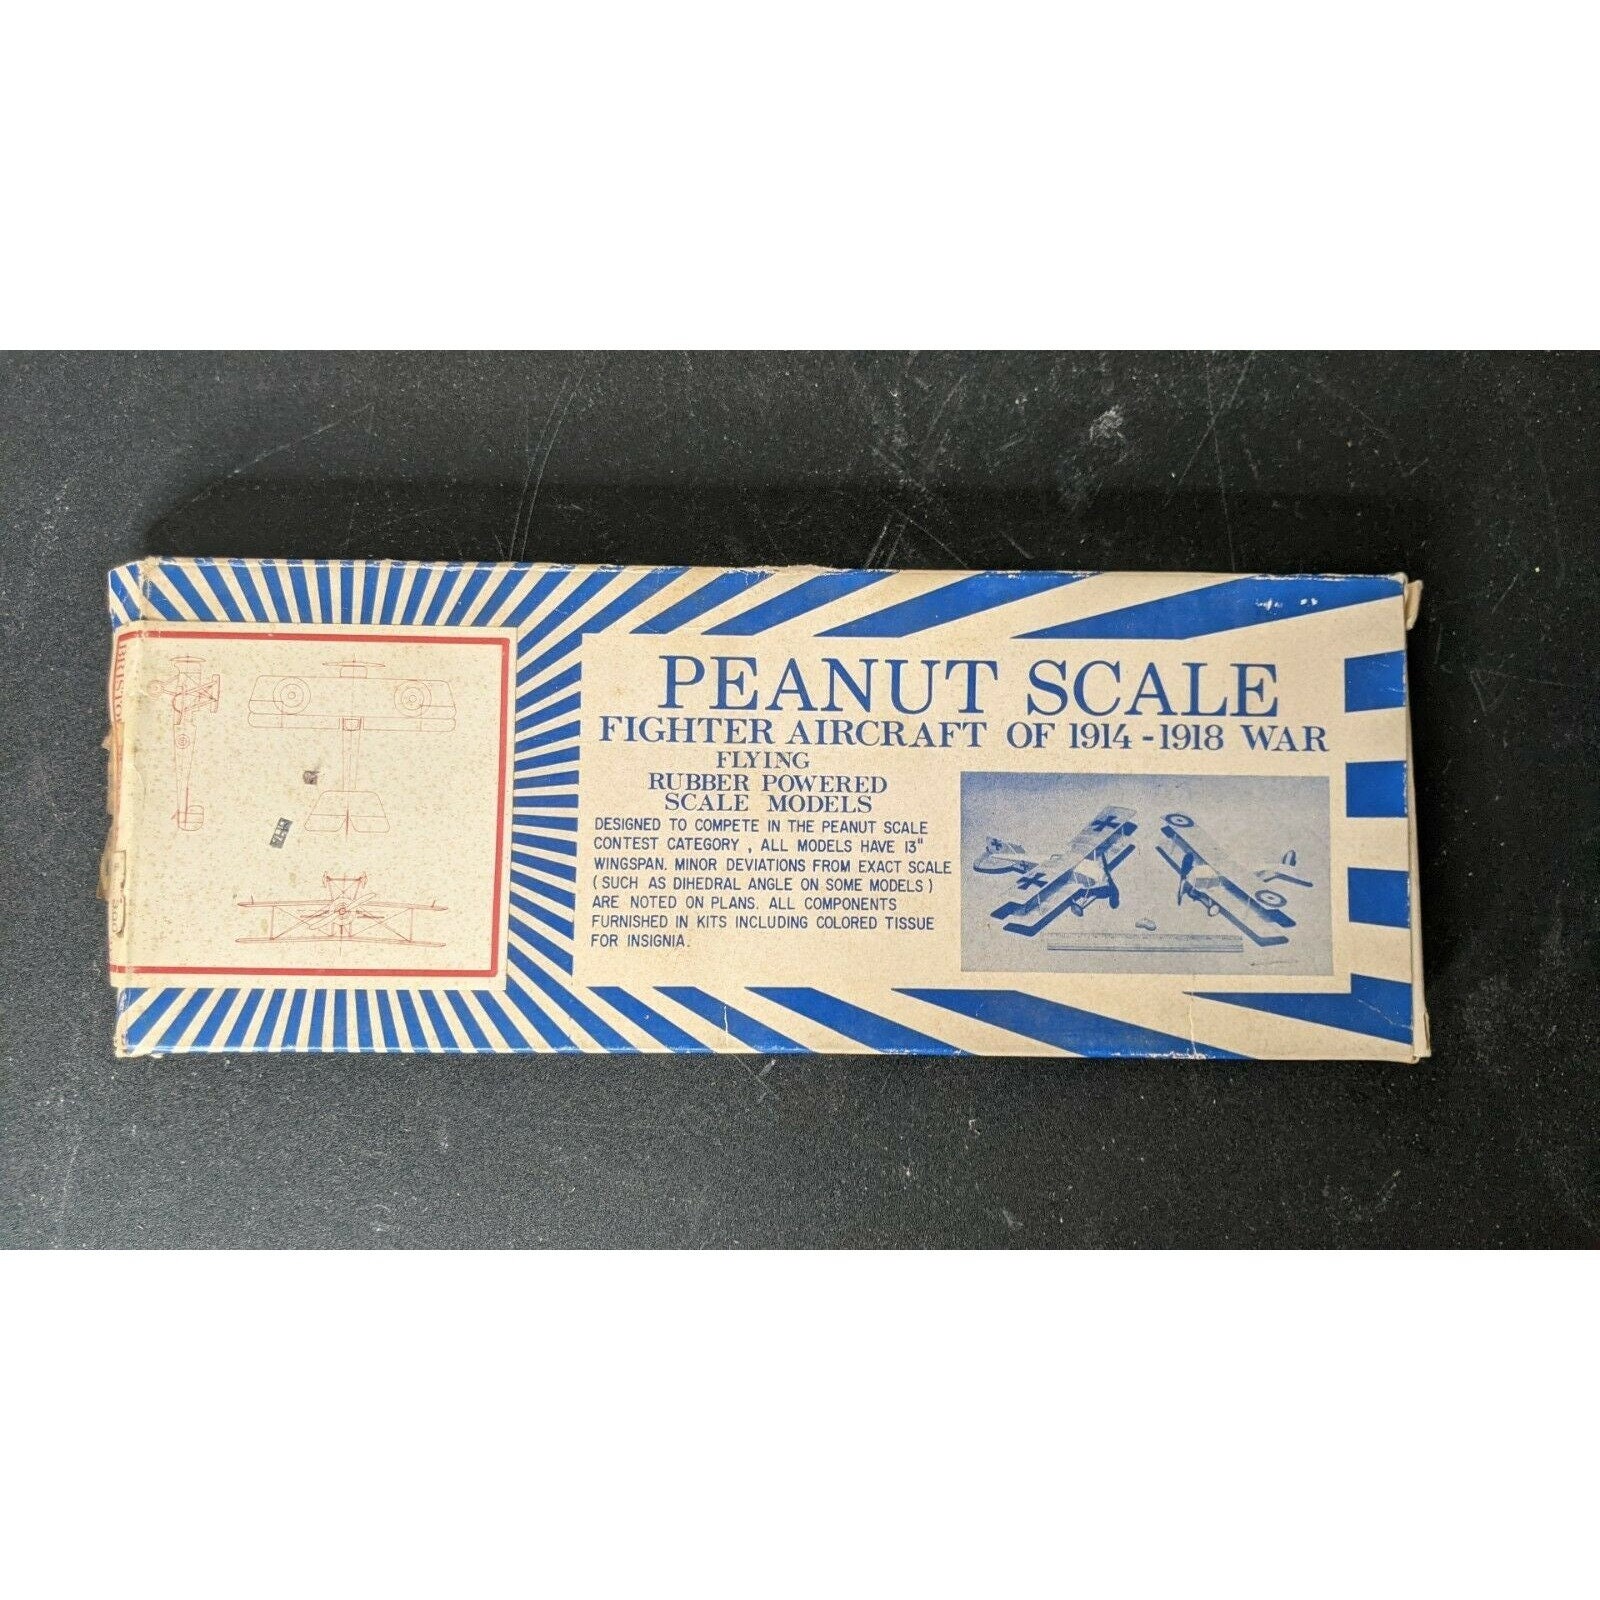 PEANUT SCALE
FIGHTER AIRCRAFT OF 1914 -1918 WAR
FLYING
RUBBER POWERED
SCALE MODELS
DESIGNED TO COMPETE IN THE PEANUT SCALE
CONTEST CATEGORY , ALL MODELS HAVE 13"
WINGSPAN. MINOR DEVIATIONS FROM EXACT SCALE
( SUCH AS DIHEDRAL ANGLE ON SOME MODELS )
ARE NOTED ON PLANS. ALL COMPONENTS
FURNISHED IN KITS INCLUDING COLORED TISSUE
FOR INSIGNIA.